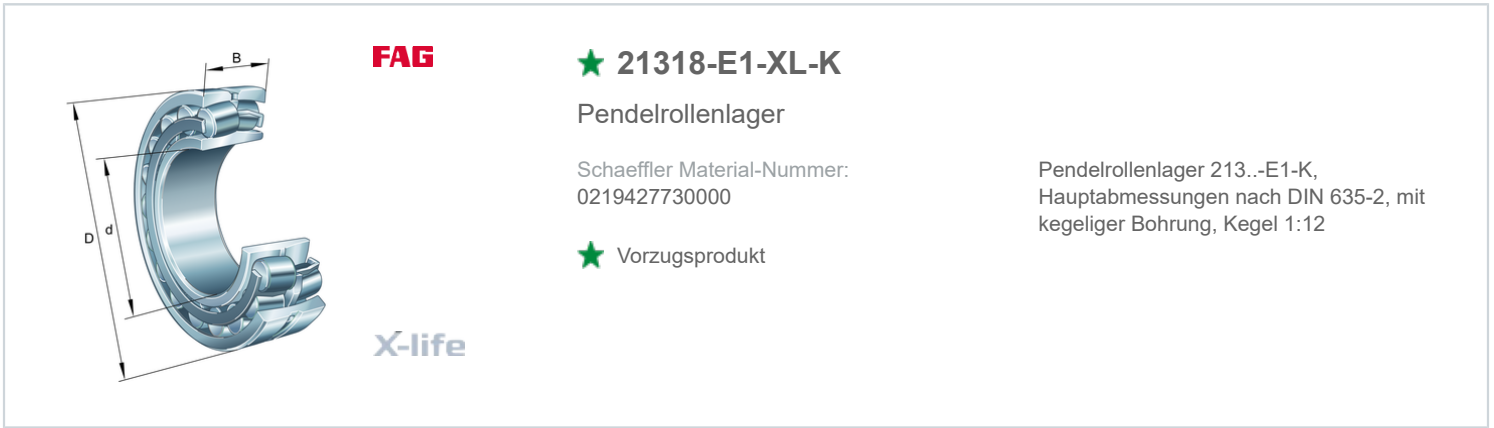 B
D
d
FAG
X-life
21318-E1-XL-K
Pendelrollenlager
Schaeffler Material-Nummer:
0219427730000
Vorzugsprodukt
Pendelrollenlager 213..-E1-K,
Hauptabmessungen nach DIN 635-2, mit
kegeliger Bohrung, Kegel 1:12